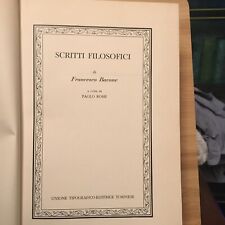 SCRITTI FILOSOFICI
di
Francesco Bacone
A CURA DI
PAOLO ROSSI
UNIONE TIPOGRAFICO-EDITRICE TORINESE